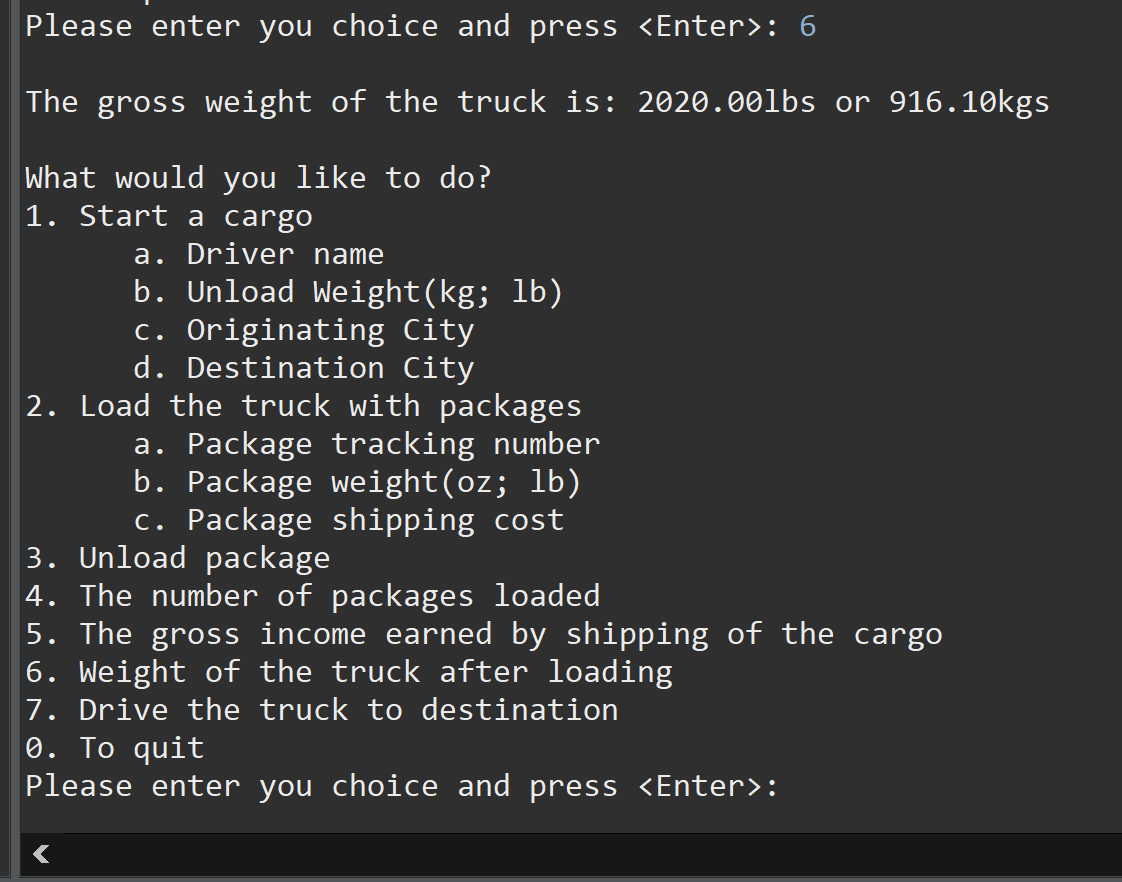 Please enter you choice and press <Enter>: 6
The gross weight of the truck is: 2020.00lbs or 916.10kgs
What would you like to do?
1. Start a cargo
a. Driver name
b. Unload Weight(kg; lb)
c. Originating City
d. Destination City
2. Load the truck with packages
a. Package tracking number
b. Package weight(oz; lb)
c. Package shipping cost
3. Unload package
4. The number of packages loaded
5. The gross income earned by shipping of the cargo
6. Weight of the truck after loading
7. Drive the truck to destination
0. To quit
Please enter you choice and press <Enter>: